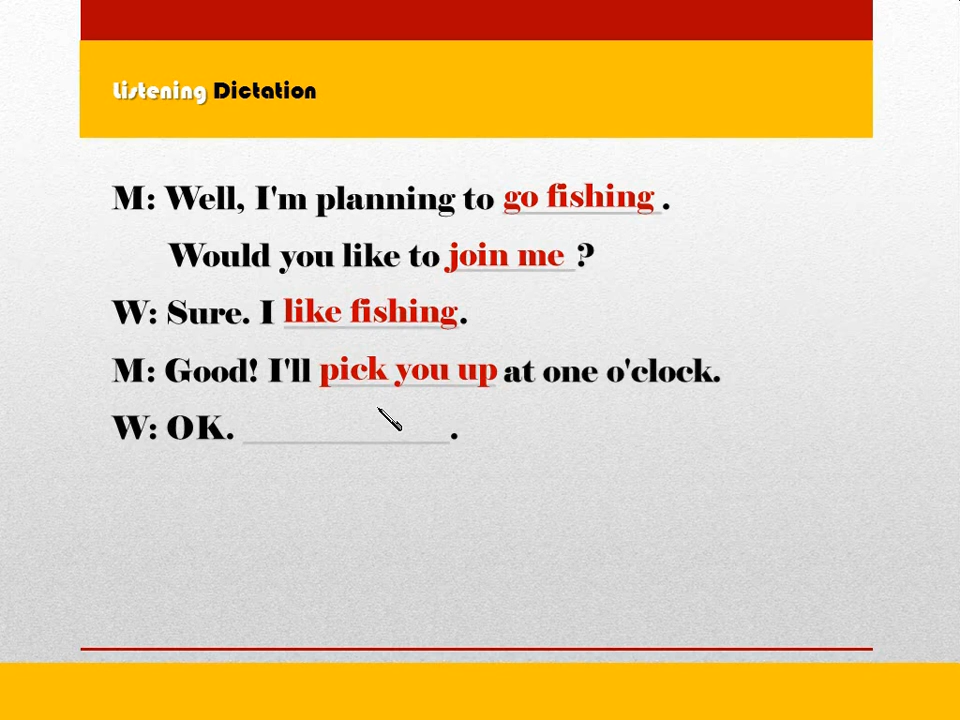 Listening Dictation
M: Well, I'm planning to go fishing.
Would you like to join me?
W: Sure. I like fishing.
M: Good! I'll pick you up at one o'clock.
W: OK. ____________.